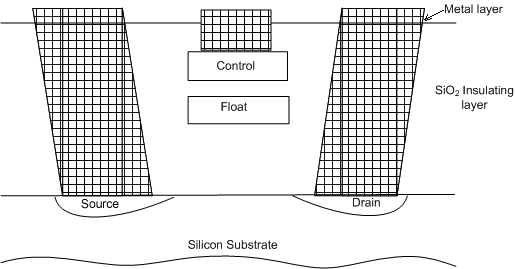 Metal layer
Control
SiO₂ Insulating
layer
Float
Source
Drain
Silicon Substrate